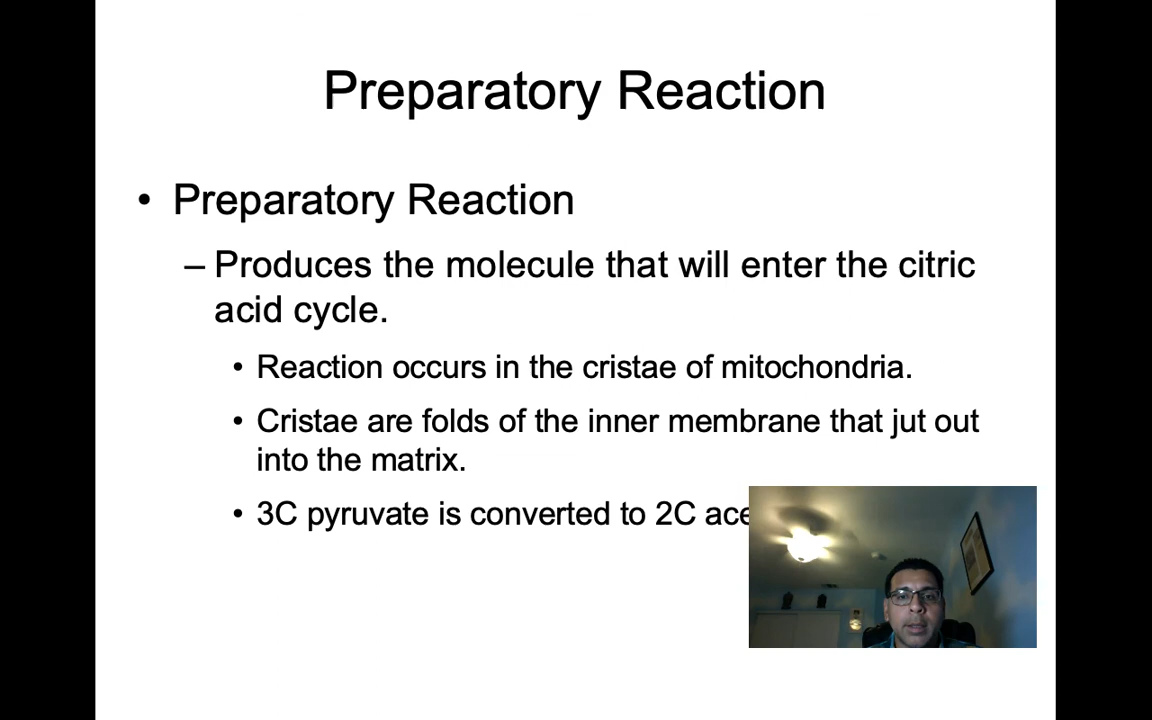 Preparatory Reaction
• Preparatory Reaction
– Produces the molecule that will enter the citric
acid cycle.
• Reaction occurs in the cristae of mitochondria.
• Cristae are folds of the inner membrane that jut out
into the matrix.
• 3C pyruvate is converted to 2C